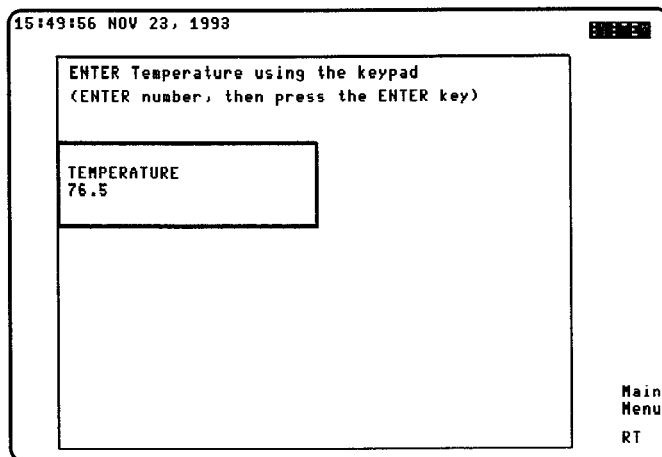 15:49:56 NOV 23, 1993
SYSTEM
ENTER Temperature using the keypad
(ENTER number, then press the ENTER key)
TEMPERATURE
76.5
Main
Menu
RT